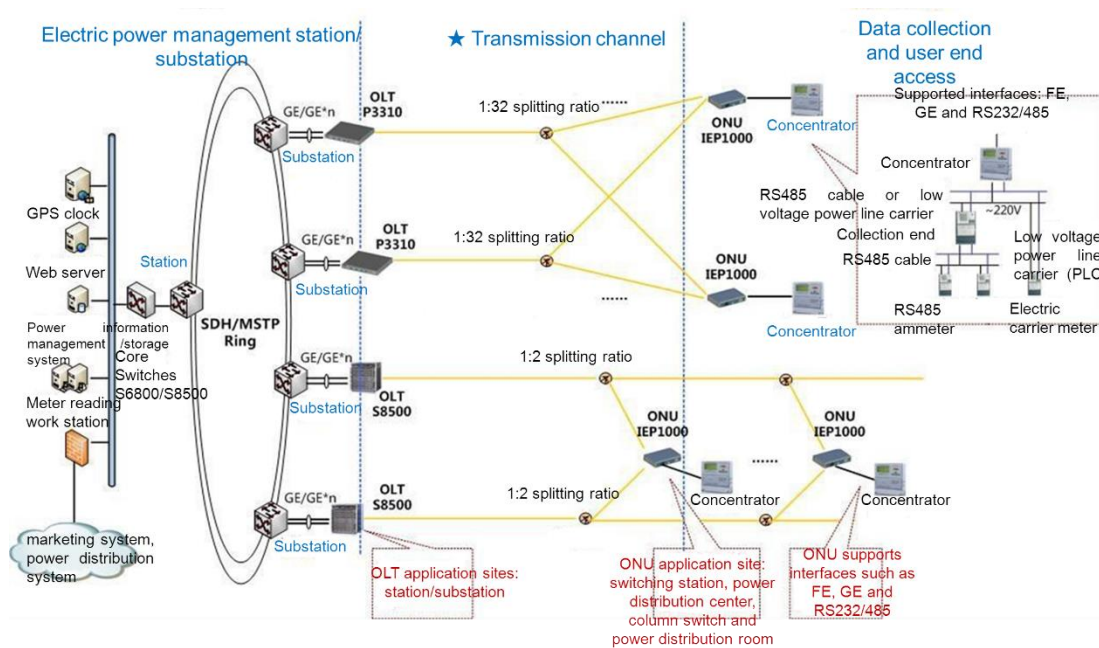 Electric power management station/
substation
★ Transmission channel
Data collection
and user end
access
OLT
P3310
GE/GE*n
Substation
1:32 splitting ratio
......
ONU
IEP1000
Concentrator
Supported interfaces: FE,
GE and RS232/485
Concentrator
RS485 cable or low
voltage power line carrier
~220V
Collection end
RS485 cable
Low voltage
power line
carrier (PLC
RS485
ammeter
Electric
carrier meter
GPS clock
Web server
Station
Power information
management /storage
system
Core
Switches
S6800/S8500
Meter reading
work station
marketing system,
power distribution
system
SDH/MSTP
Ring
OLT
P3310
GE/GE*n
Substation
1:32 splitting ratio
......
ONU
IEP1000
Concentrator
GE/GE*n
Substation
OLT
S8500
1:2 splitting ratio
ONU
IEP1000
Concentrator
......
ONU
IEP1000
Concentrator
GE/GE*n
Substation
OLT
S8500
1:2 splitting ratio
OLT application sites:
station/substation
ONU application site:
switching station, power
distribution center,
column switch and
power distribution room
ONU supports
interfaces such as
FE, GE and
RS232/485